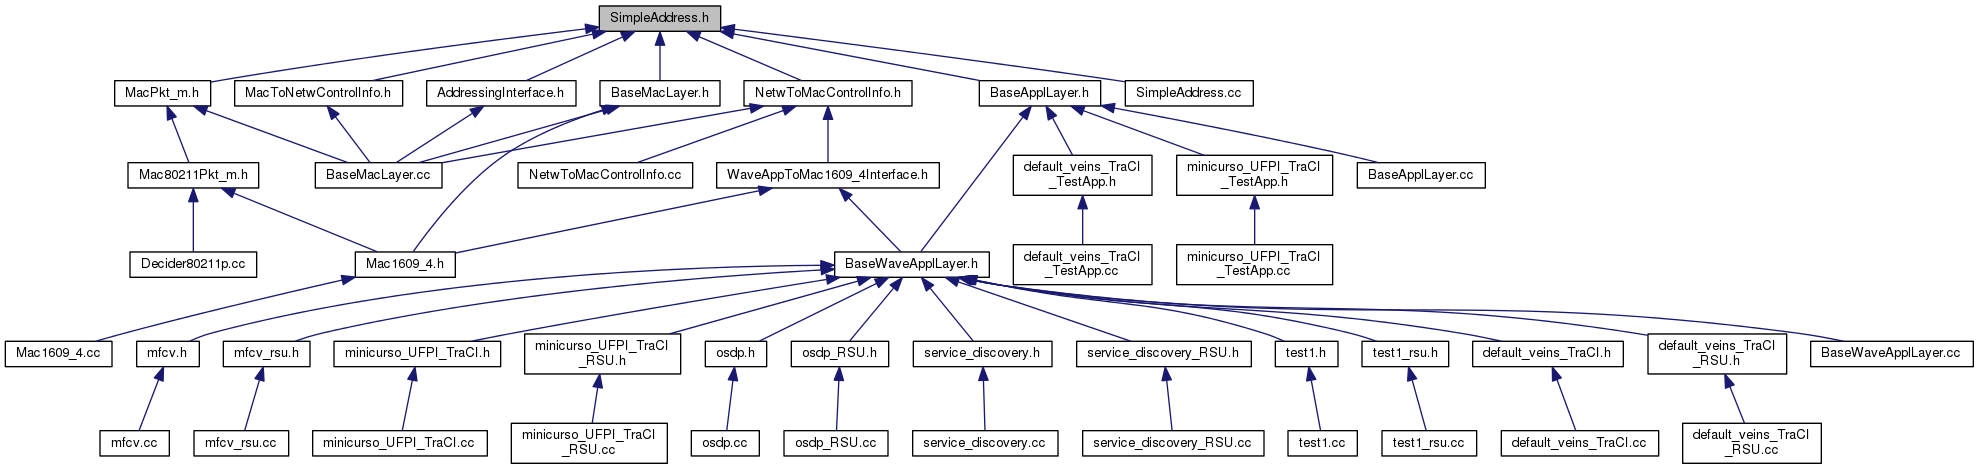 SimpleAddress.h
MacPkt_m.h
MacToNetwControlInfo.h
AddressingInterface.h
BaseMacLayer.h
NetwToMacControlInfo.h
BaseApplLayer.h
SimpleAddress.cc
Mac80211Pkt_m.h
BaseMacLayer.cc
NetwToMacControlInfo.cc
WaveAppToMac1609_4Interface.h
default_veins_TraCI
_TestApp.h
minicurso_UFPI_TraCI
_TestApp.h
BaseApplLayer.cc
Decider80211p.cc
Mac1609_4.h
BaseWaveApplLayer.h
default_veins_TraCI
_TestApp.cc
minicurso_UFPI_TraCI
_TestApp.cc
Mac1609_4.cc
mfcv.h
mfcv_rsu.h
minicurso_UFPI_TraCI.h
minicurso_UFPI_TraCI
_RSU.h
osdp.h
osdp_RSU.h
service_discovery.h
service_discovery_RSU.h
test1.h
test1_rsu.h
default_veins_TraCI.h
default_veins_TraCI
_RSU.h
BaseWaveApplLayer.cc
mfcv.cc
mfcv_rsu.cc
minicurso_UFPI_TraCI.cc
minicurso_UFPI_TraCI
_RSU.cc
osdp.cc
osdp_RSU.cc
service_discovery.cc
service_discovery_RSU.cc
test1.cc
test1_rsu.cc
default_veins_TraCI.cc
default_veins_TraCI
_RSU.cc